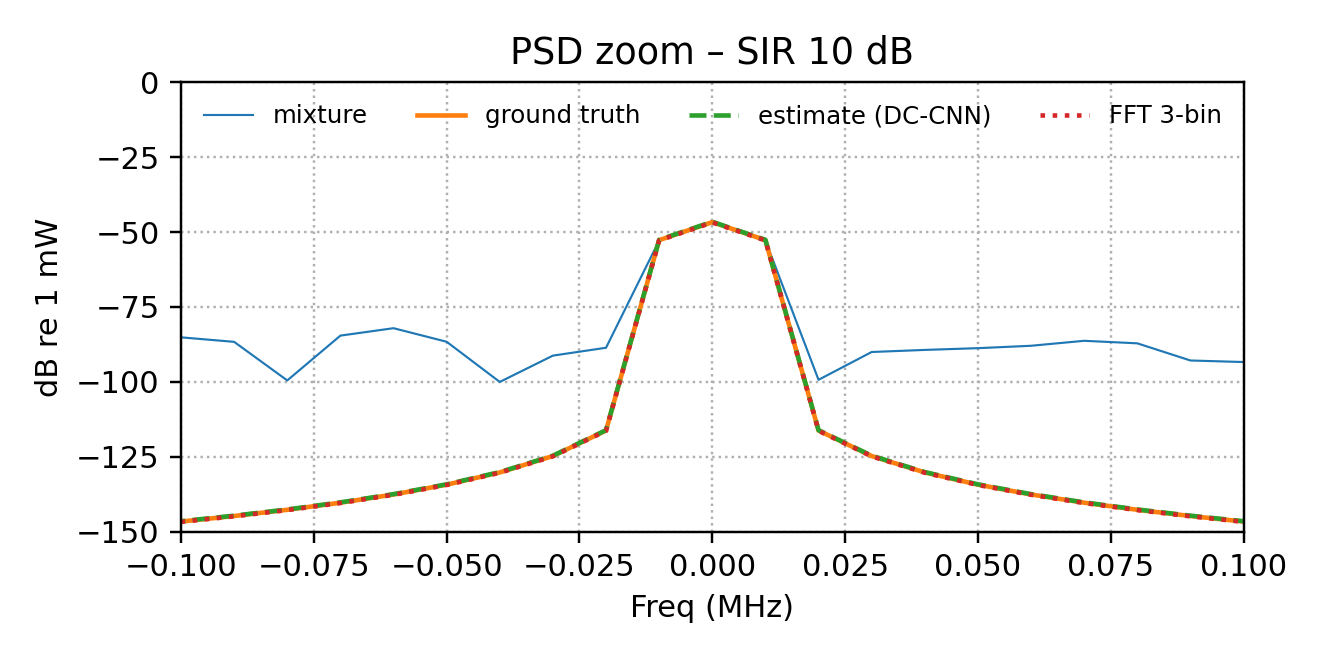 PSD zoom – SIR 10 dB
mixture ground truth estimate (DC-CNN) FFT 3-bin
0
−25
−50
−75
−100
−125
−150
dB re 1 mW
−0.100 −0.075 −0.050 −0.025 0.000 0.025 0.050 0.075 0.100
Freq (MHz)